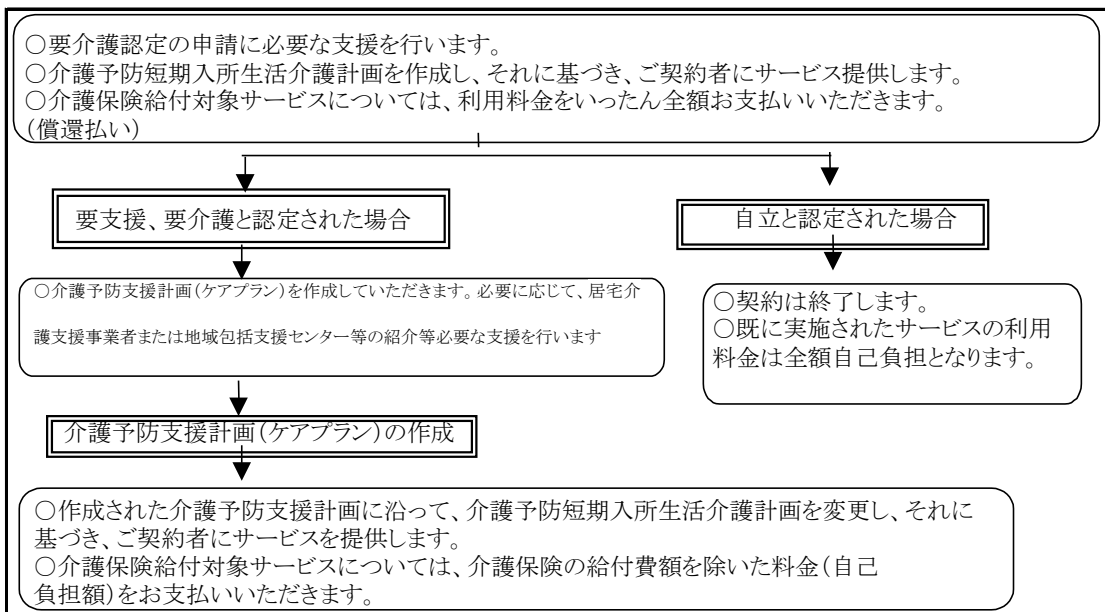 ○要介護認定の申請に必要な支援を行います。
○介護予防短期入所生活介護計画を作成し、それに基づき、ご契約者にサービス提供します。
○介護保険給付対象サービスについては、利用料金をいったん全額お支払いいただきます。
(償還払い)
要支援、要介護と認定された場合
自立と認定された場合
○介護予防支援計画(ケアプラン)を作成していただきます。必要に応じて、居宅介
護支援事業者または地域包括支援センター等の紹介等必要な支援を行います
○契約は終了します。
○既に実施されたサービスの利用
料金は全額自己負担となります。
介護予防支援計画(ケアプラン)の作成
○作成された介護予防支援計画に沿って、介護予防短期入所生活介護計画を変更し、それに
基づき、ご契約者にサービスを提供します。
○介護保険給付対象サービスについては、介護保険の給付費額を除いた料金(自己
負担額)をお支払いいただきます。